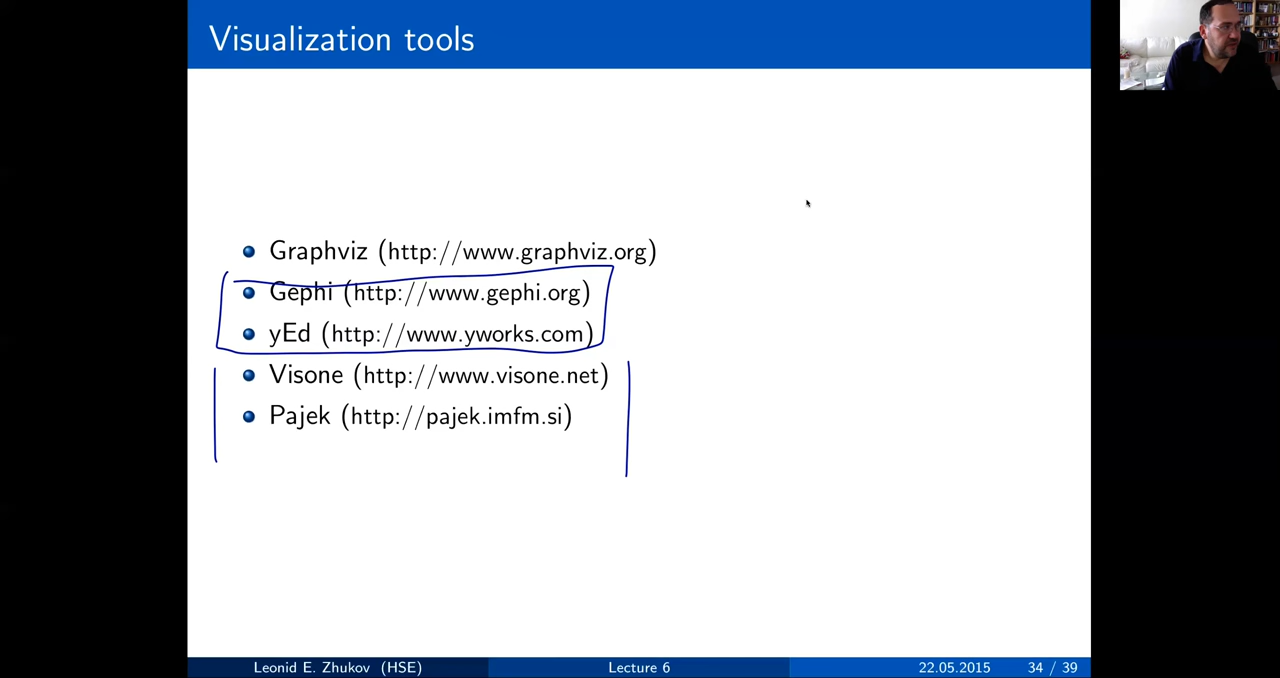 Visualization tools
Graphviz (http://www.graphviz.org)
Gephi (http://www.gephi.org)
yEd (http://www.yworks.com)
Visone (http://www.visone.net)
Pajek (http://pajek.imfm.si)
Leonid E. Zhukov (HSE) Lecture 6 22.05.2015 34 / 39